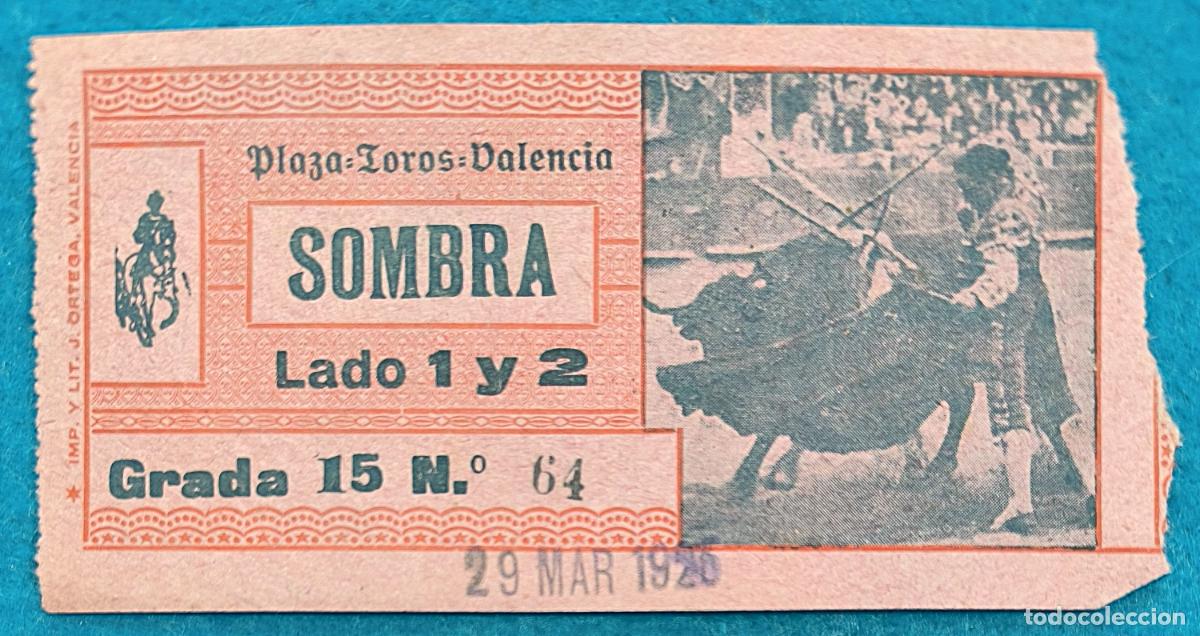 Plaza=Toros=Valencia
SOMBRA
Lado 1 y 2
Grada 15 N.º 64
29 MAR
★ IMP. Y LIT. J. ORTEGA, VALENCIA
todocoleccion